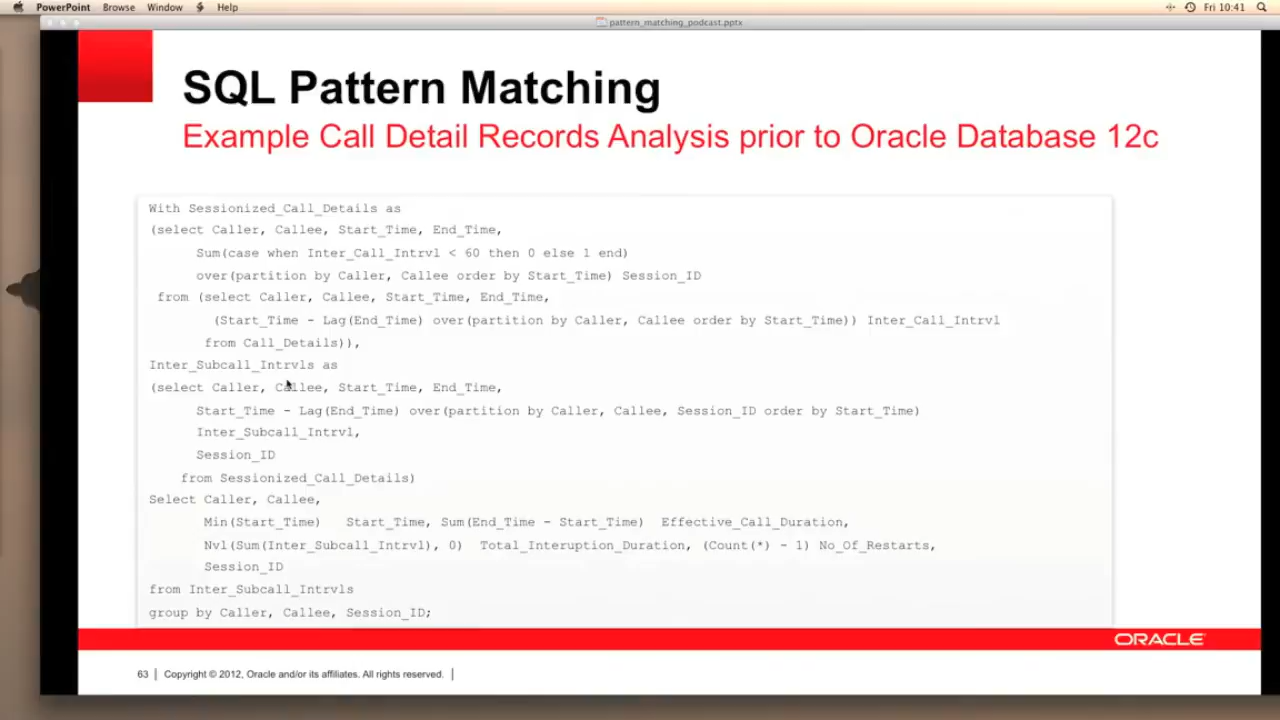 PowerPoint Browse Window Help Fri 10:41
pattern_matching_podcast.pptx
SQL Pattern Matching
Example Call Detail Records Analysis prior to Oracle Database 12c
With Sessionized_Call_Details as
(select Caller, Callee, Start_Time, End_Time,
Sum(case when Inter_Call_Intrvl < 60 then 0 else 1 end)
over(partition by Caller, Callee order by Start_Time) Session_ID
from (select Caller, Callee, Start_Time, End_Time,
(Start_Time - Lag(End_Time) over(partition by Caller, Callee order by Start_Time)) Inter_Call_Intrvl
from Call_Details)),
Inter_Subcall_Intrvls as
(select Caller, Callee, Start_Time, End_Time,
Start_Time - Lag(End_Time) over(partition by Caller, Callee, Session_ID order by Start_Time)
Inter_Subcall_Intrvl,
Session_ID
from Sessionized_Call_Details)
Select Caller, Callee,
Min(Start_Time) Start_Time, Sum(End_Time - Start_Time) Effective_Call_Duration,
Nvl(Sum(Inter_Subcall_Intrvl), 0) Total_Interuption_Duration, (Count(*) - 1) No_Of_Restarts,
Session_ID
from Inter_Subcall_Intrvls
group by Caller, Callee, Session_ID;
ORACLE
63 | Copyright © 2012, Oracle and/or its affiliates. All rights reserved. |